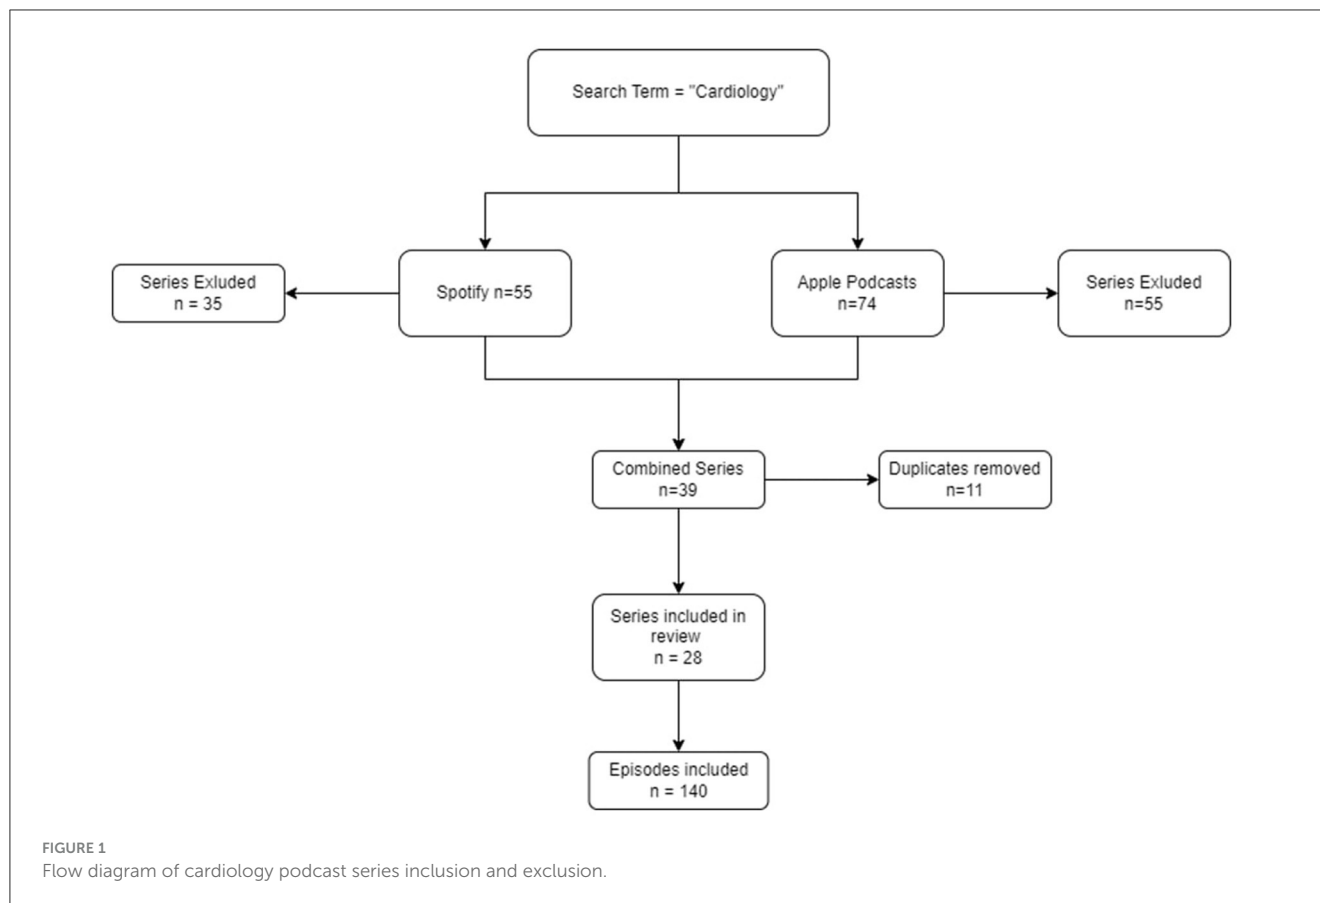 Search Term = "Cardiology"
Series Exluded
n = 35
Spotify n=55
Apple Podcasts
n=74
Series Exluded
n=55
Combined Series
n=39
Duplicates removed
n=11
Series included in
review
n = 28
Episodes included
n = 140
FIGURE 1
Flow diagram of cardiology podcast series inclusion and exclusion.